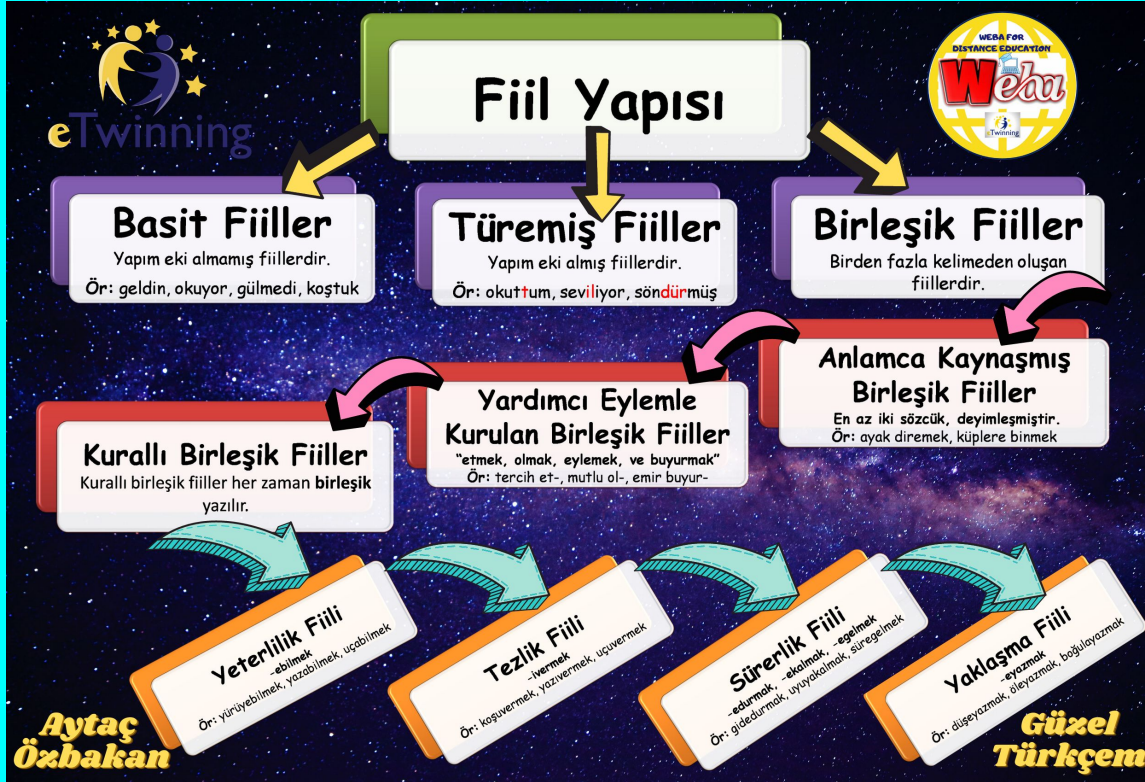 eTwinning
WEBA FOR
DISTANCE EDUCATION
Weba
eTwinning
Fiil Yapısı
Basit Fiiller
Yapım eki almamış fiillerdir.
Ör: geldin, okuyor, gülmedi, koştuk
Türemiş Fiiller
Yapım eki almış fiillerdir.
Ör: okuttum, seviliyor, söndürmüş
Birleşik Fiiller
Birden fazla kelimeden oluşan
fiillerdir.
Anlamca Kaynaşmış
Birleşik Fiiller
En az iki sözcük, deyimleşmiştir.
Ör: ayak diremek, küplere binmek
Yardımcı Eylemle
Kurulan Birleşik Fiiller
“etmek, olmak, eylemek, ve buyurmak”
Ör: tercih et-, mutlu ol-, emir buyur-
Kurallı Birleşik Fiiller
Kurallı birleşik fiiller her zaman birleşik
yazılır.
Yeterlilik Fiili
-ebilmek
Ör: yürüyebilmek, yazabilmek, uçabilmek
Tezlik Fiili
-ivermek
Ör: koşuvermek, yazıvermek, uçuvermek
Sürerlik Fiili
-edurmak, -ekalmak, -egelmek
Ör: gidedurmak, uyuyakalmak, süregelmek
Yaklaşma Fiili
-eyazmak
Ör: düşeyazmak, öleyazmak, boğulayazmak
Aytaç
Özbakan
Güzel
Türkçem